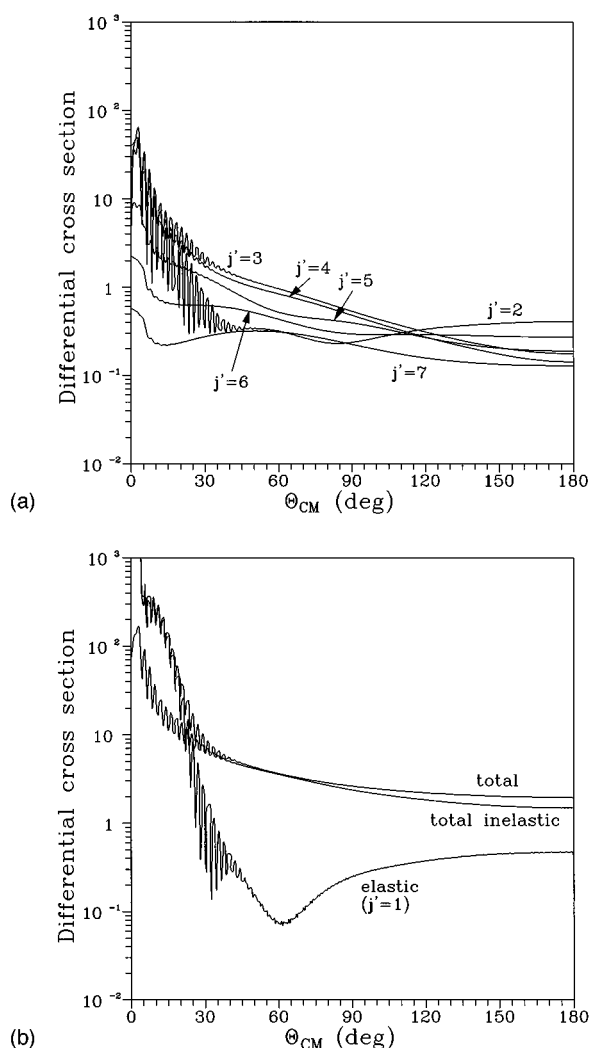 10³
10²
10
1
10⁻¹
10⁻²
Differential cross section
j'=3
j'=4
j'=5
j'=2
j'=6
j'=7
0 30 60 90 120 150 180
Θ_CM (deg)
(a)
10³
10²
10
1
10⁻¹
10⁻²
Differential cross section
total
total inelastic
elastic
(j'=1)
0 30 60 90 120 150 180
Θ_CM (deg)
(b)